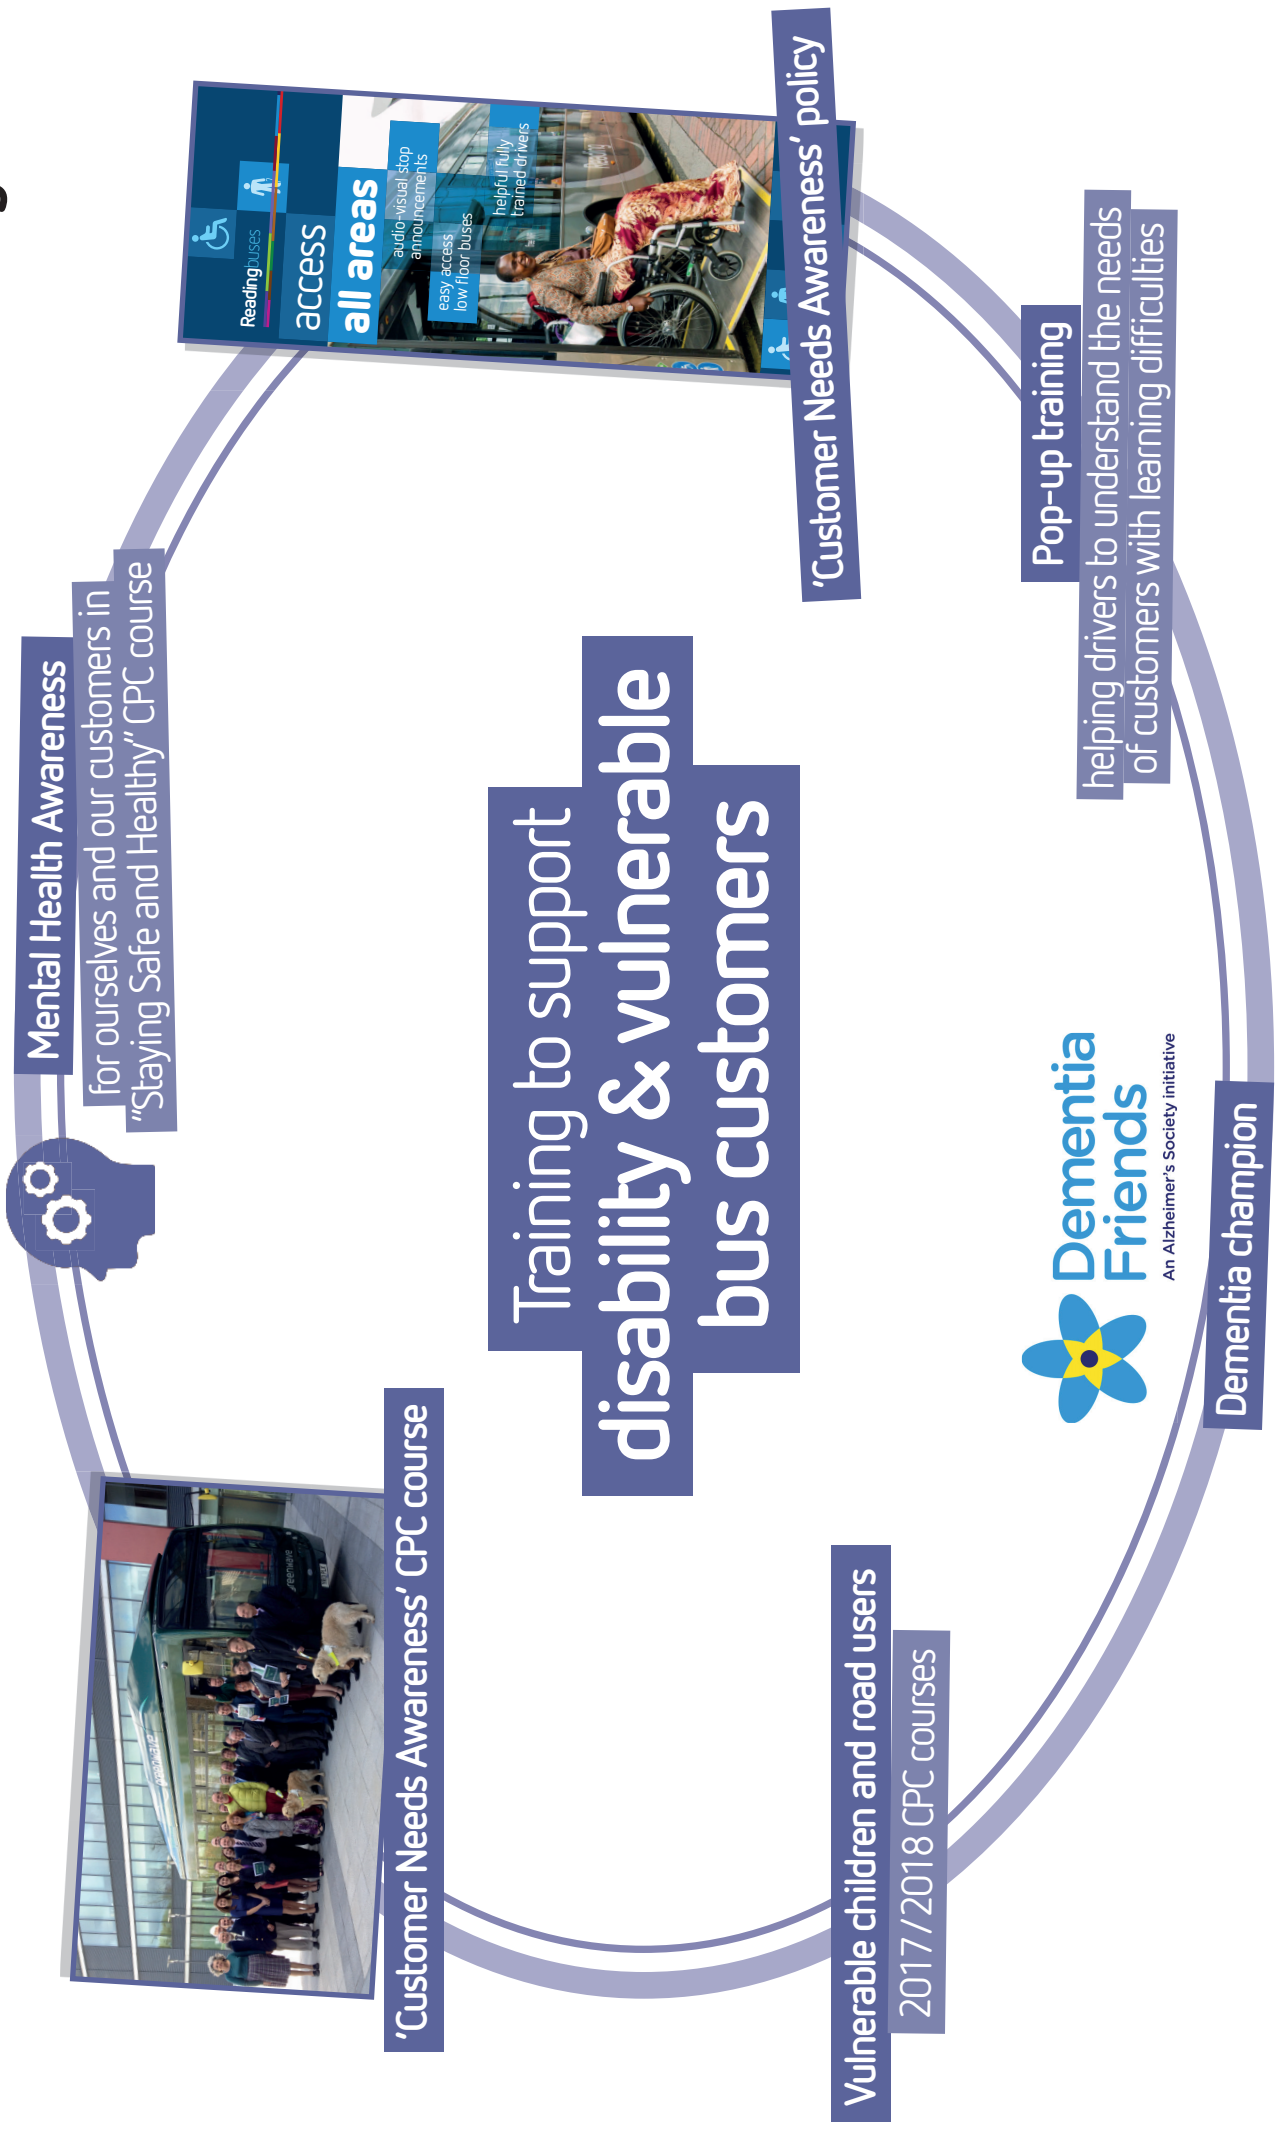 Training to support
disability & vulnerable
bus customers
Mental Health Awareness
for ourselves and our customers in
“Staying Safe and Healthy” CPC course
Readingbuses
access
all areas
audio-visual stop
announcements
easy access
low floor buses
helpful fully
trained drivers
‘Customer Needs Awareness’ policy
Pop-up training
helping drivers to understand the needs
of customers with learning difficulties
Dementia
Friends
An Alzheimer’s Society initiative
Dementia champion
Vulnerable children and road users
2017/2018 CPC courses
‘Customer Needs Awareness’ CPC course